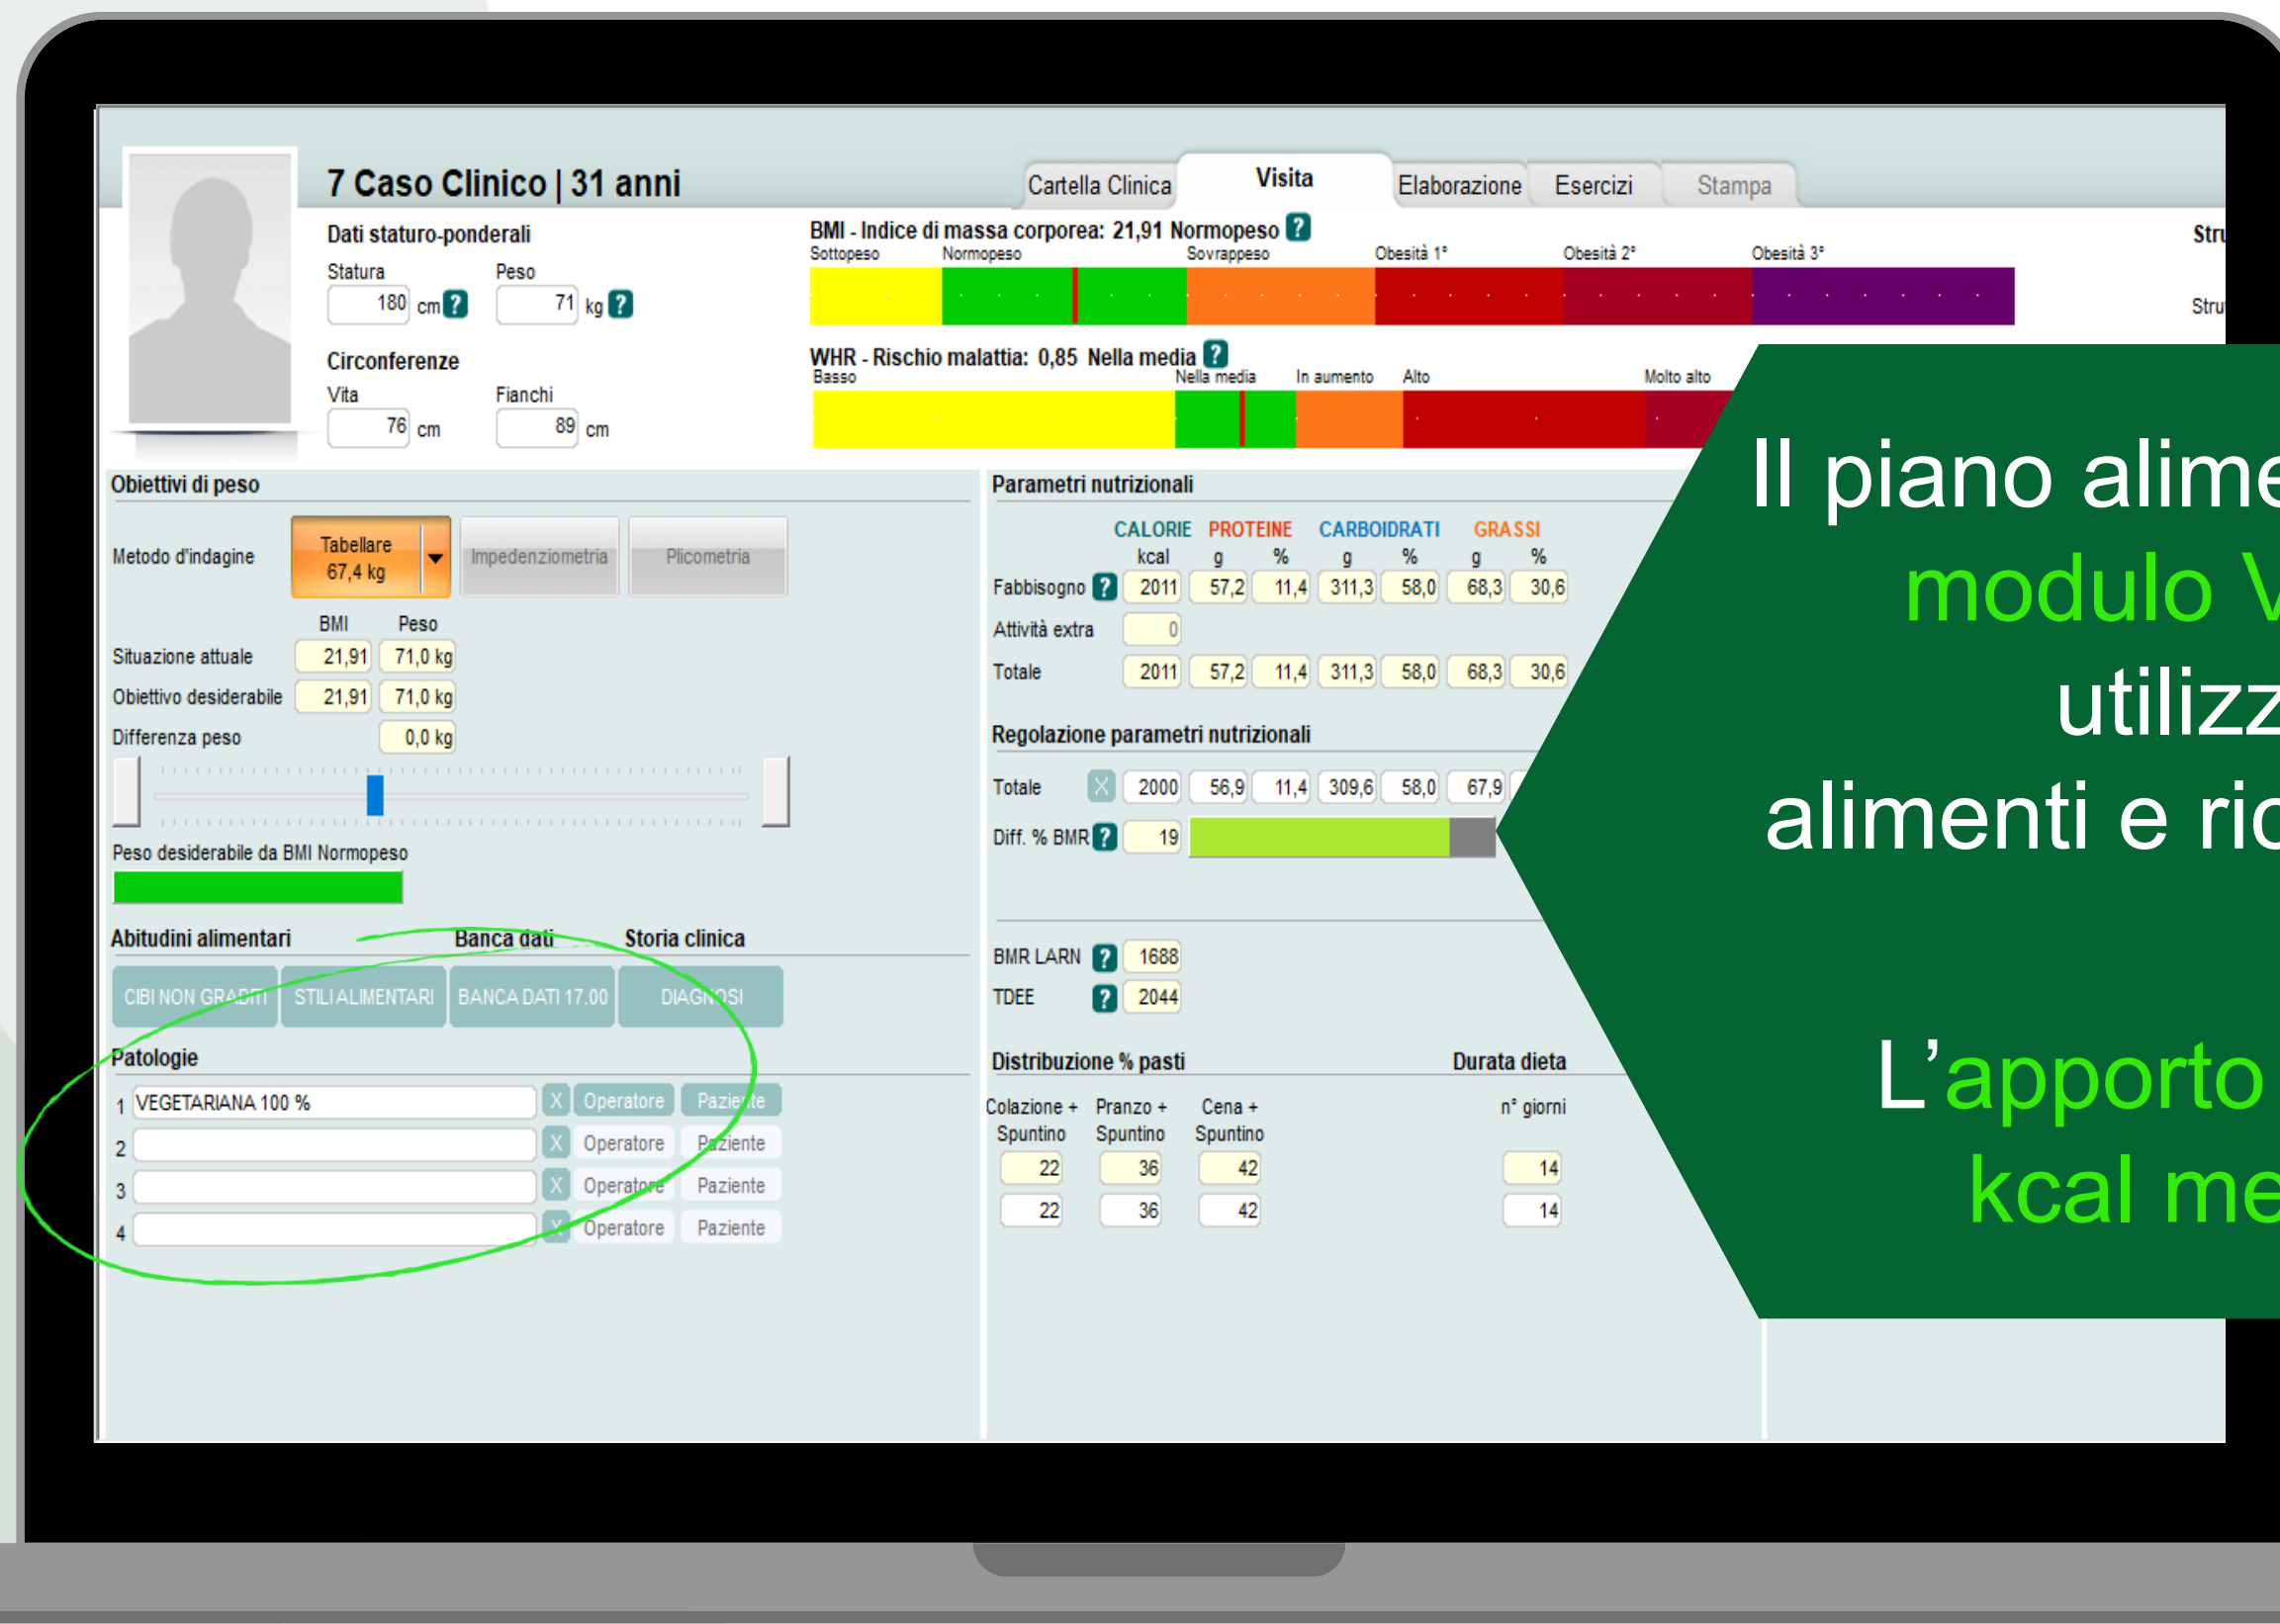 7 Caso Clinico | 31 anni
Cartella Clinica Visita Elaborazione Esercizi Stampa
Dati staturo-ponderali
Statura Peso
180 cm ? 71 kg ?
Circonferenze
Vita Fianchi
76 cm 89 cm
BMI - Indice di massa corporea: 21,91 Normopeso ?
Sottopeso Normopeso Sovrappeso Obesità 1° Obesità 2° Obesità 3°
WHR - Rischio malattia: 0,85 Nella media ?
Basso Nella media In aumento Alto Molto alto
Obiettivi di peso
Metodo d'indagine Tabellare Impedenziometria Plicometria
67,4 kg
BMI Peso
Situazione attuale 21,91 71,0 kg
Obiettivo desiderabile 21,91 71,0 kg
Differenza peso 0,0 kg
Peso desiderabile da BMI Normopeso
Abitudini alimentari Banca dati Storia clinica
CIBI NON GRADITI STILI ALIMENTARI BANCA DATI 17.00 DIAGNOSI
Patologie
1 VEGETARIANA 100 % X Operatore Paziente
2 X Operatore Paziente
3 X Operatore Paziente
4 X Operatore Paziente
Parametri nutrizionali
CALORIE PROTEINE CARBOIDRATI GRASSI
kcal g % g % g %
Fabbisogno ? 2011 57,2 11,4 311,3 58,0 68,3 30,6
Attività extra 0
Totale 2011 57,2 11,4 311,3 58,0 68,3 30,6
Regolazione parametri nutrizionali
Totale X 2000 56,9 11,4 309,6 58,0 67,9
Diff. % BMR ? 19
BMR LARN ? 1688
TDEE ? 2044
Distribuzione % pasti Durata dieta
Colazione + Pranzo + Cena + n° giorni
Spuntino Spuntino Spuntino
22 36 42 14
22 36 42 14
Il piano
modulo
alimenti e
L'apporto
kcal